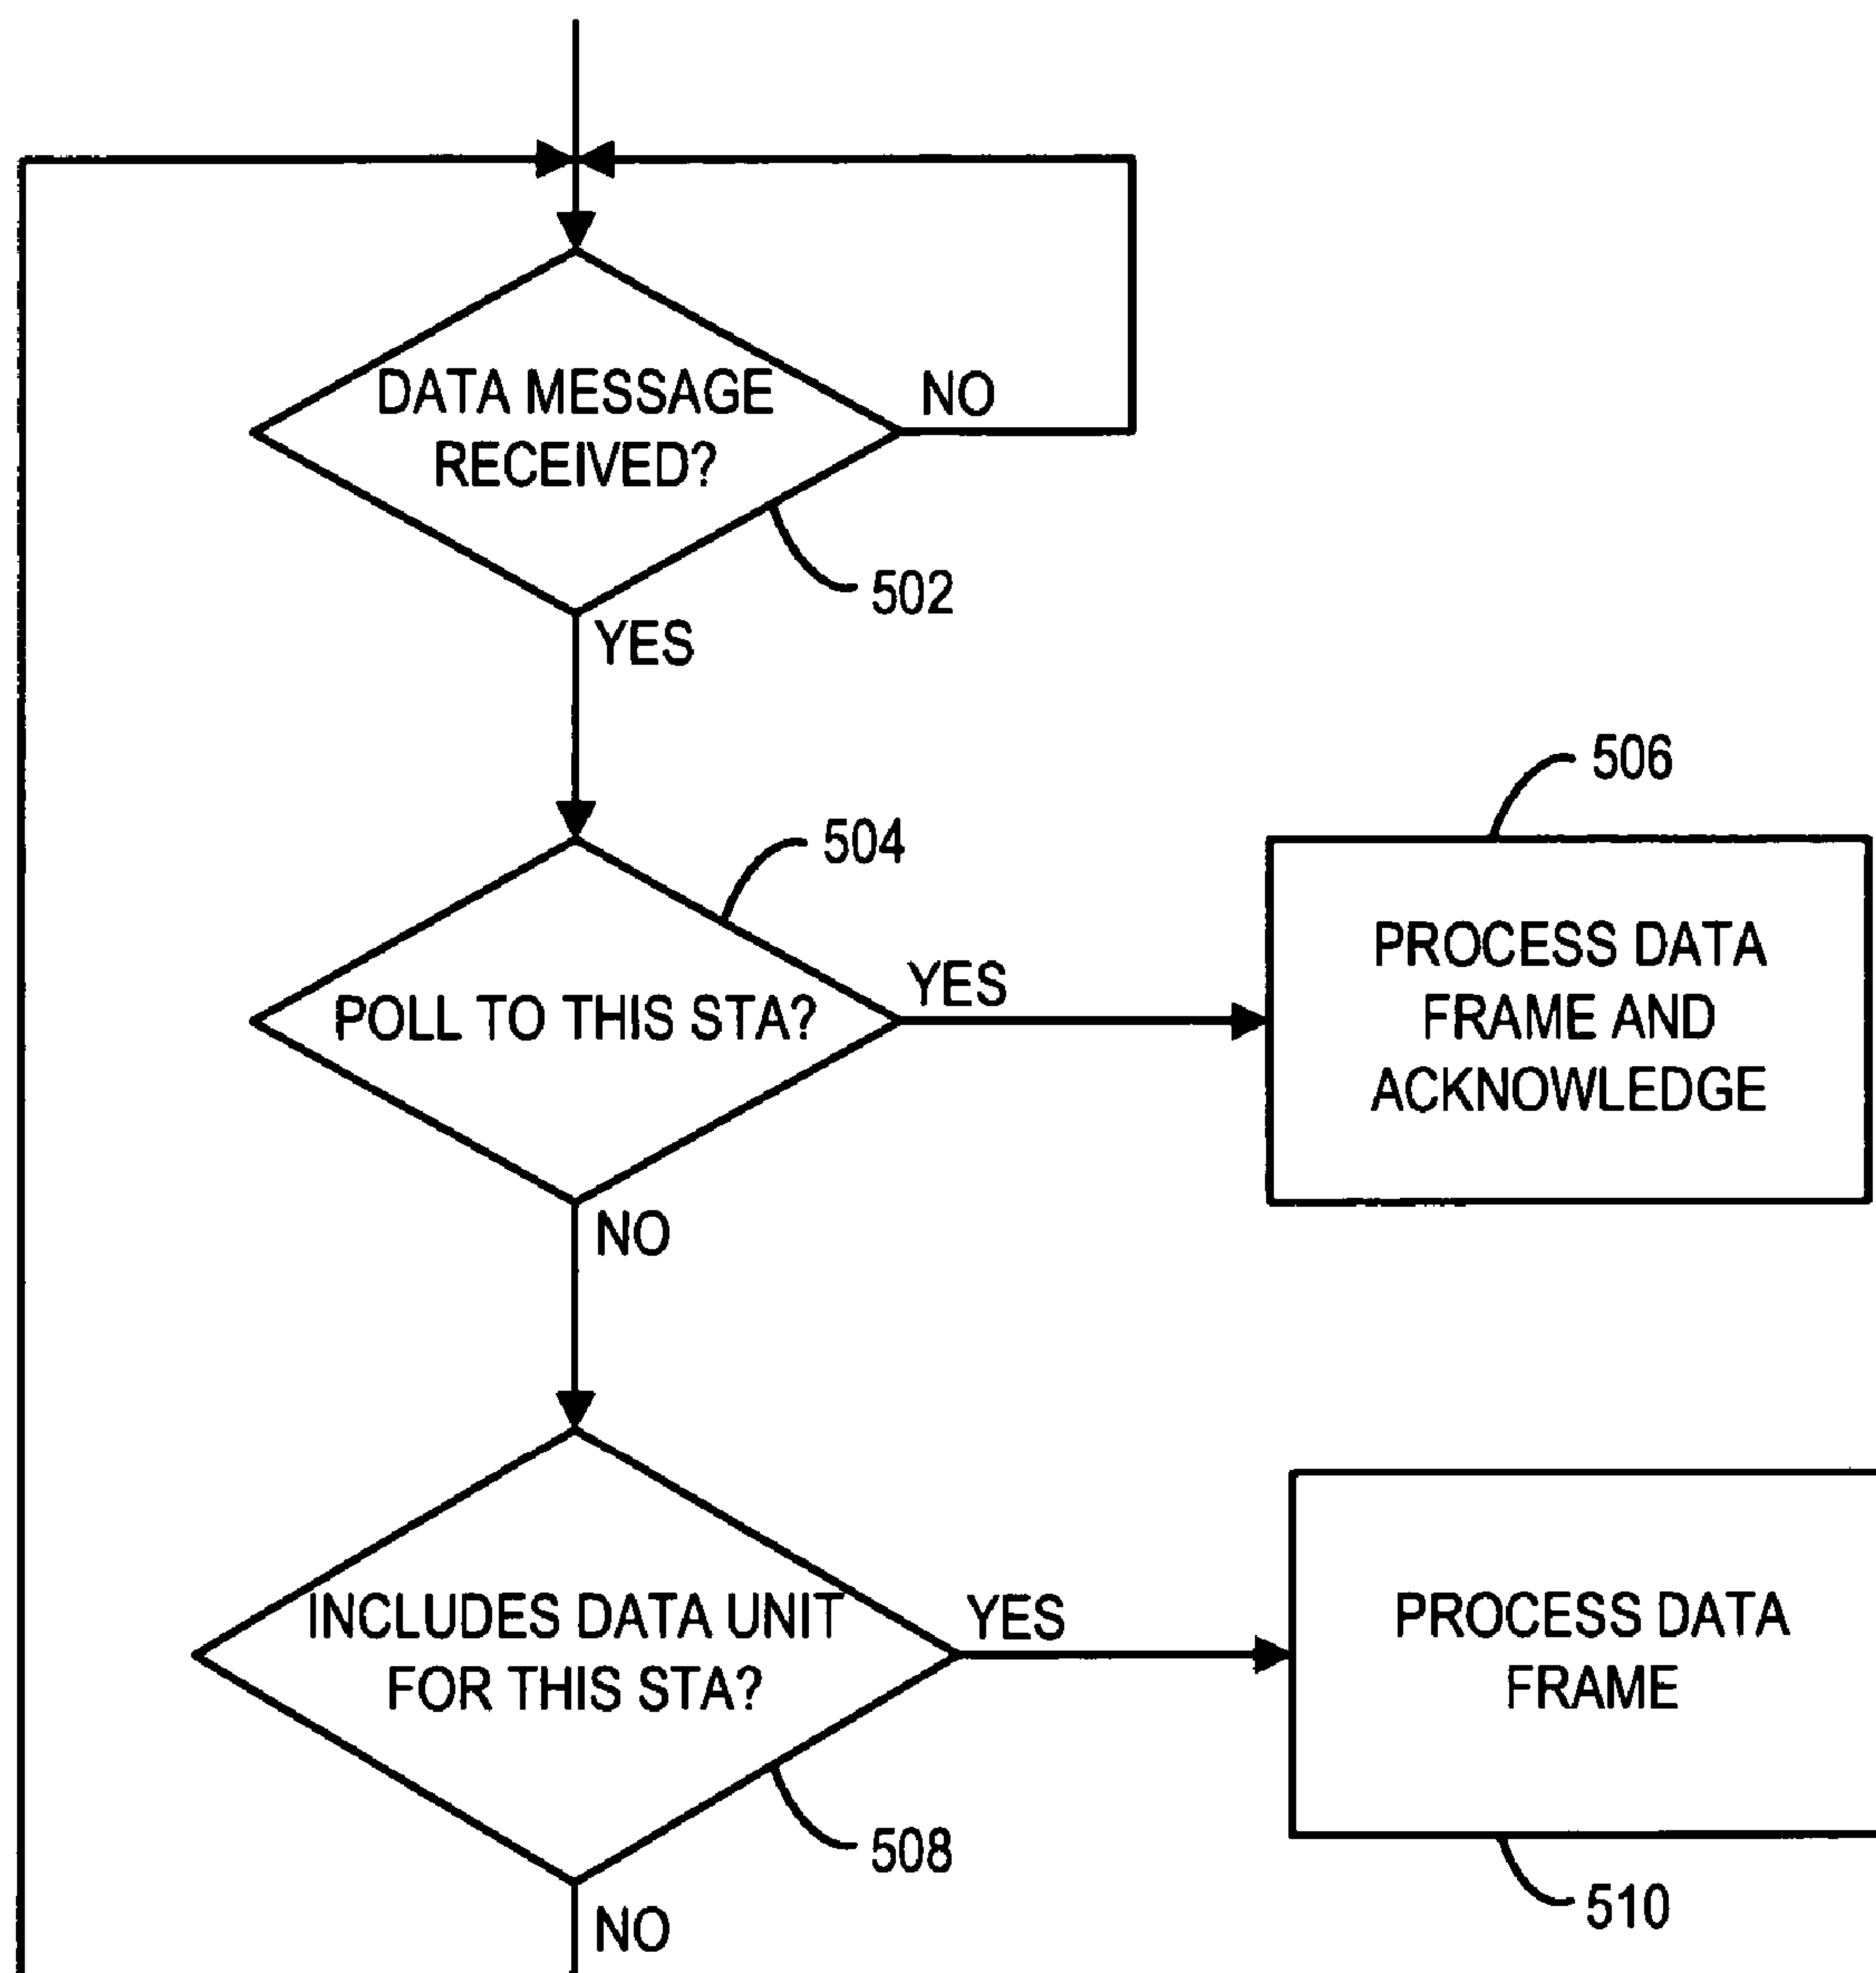 DATA MESSAGE
RECEIVED?
NO
502
YES
504
506
POLL TO THIS STA?
YES
PROCESS DATA
FRAME AND
ACKNOWLEDGE
NO
INCLUDES DATA UNIT
FOR THIS STA?
YES
PROCESS DATA
FRAME
508
510
NO